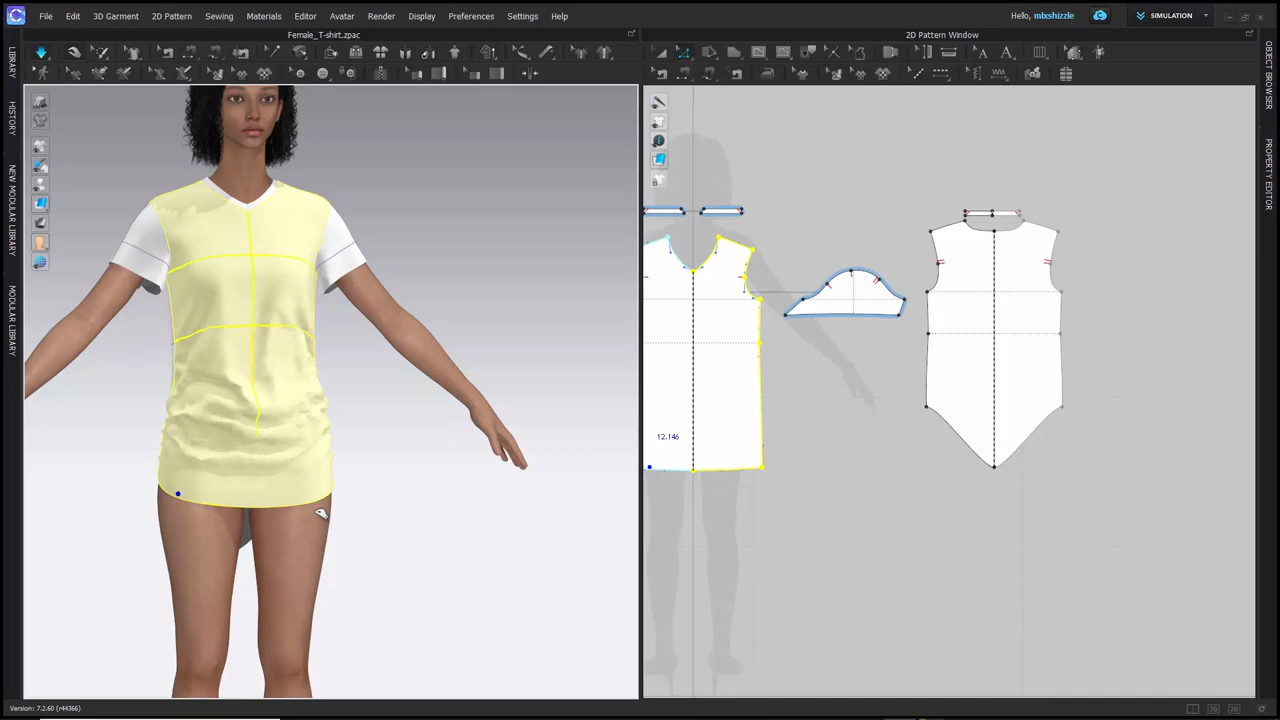 File Edit 3D Garment 2D Pattern Sewing Materials Editor Avatar Render Display Preferences Settings Help
Hello, mlxshizzle
SIMULATION
Female_T-shirt.zpac
2D Pattern Window
LIBRARY
HISTORY
NEW MODULAR LIBRARY
MODULAR LIBRARY
OBJECT BROWSER
PROPERTY EDITOR
12.146
Version: 7.2.60 (r44366)
3D
2D